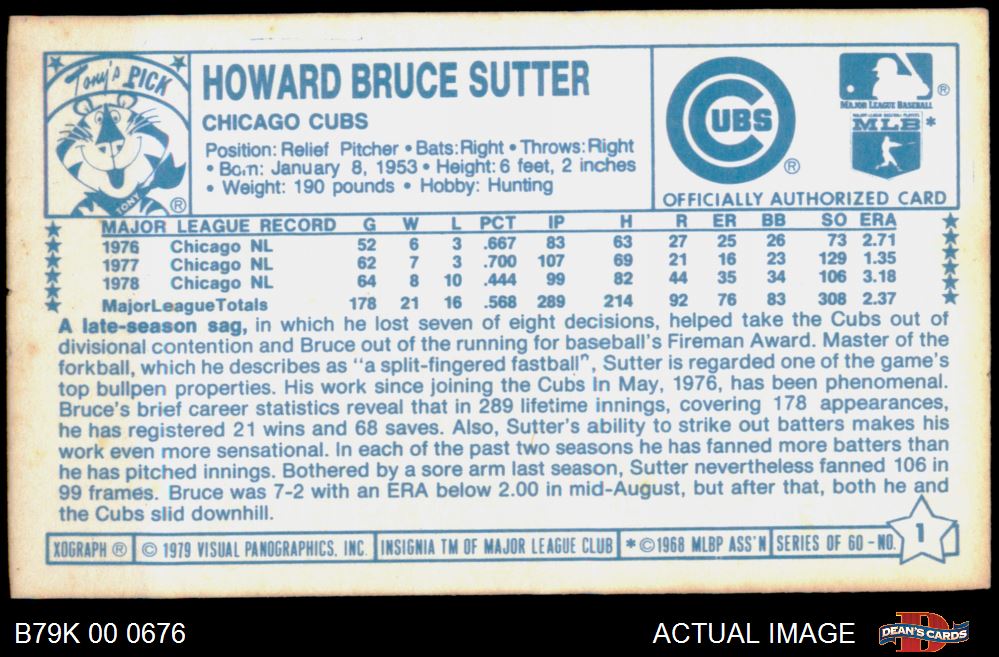 Tony's PICK
TONY ®
HOWARD BRUCE SUTTER
CHICAGO CUBS
Position: Relief Pitcher • Bats: Right • Throws: Right
• Born: January 8, 1953 • Height: 6 feet, 2 inches
• Weight: 190 pounds • Hobby: Hunting
CUBS ®
MAJOR LEAGUE BASEBALL ®
MAJOR LEAGUE BASEBALL PLAYERS
MLB *
OFFICIALLY AUTHORIZED CARD
MAJOR LEAGUE RECORD G W L PCT IP H R ER BB SO ERA
1976 Chicago NL 52 6 3 .667 83 63 27 25 26 73 2.71
1977 Chicago NL 62 7 3 .700 107 69 21 16 23 129 1.35
1978 Chicago NL 64 8 10 .444 99 82 44 35 34 106 3.18
Major League Totals 178 21 16 .568 289 214 92 76 83 308 2.37
A late-season sag, in which he lost seven of eight decisions, helped take the Cubs out of
divisional contention and Bruce out of the running for baseball's Fireman Award. Master of the
forkball, which he describes as "a split-fingered fastball", Sutter is regarded one of the game's
top bullpen properties. His work since joining the Cubs in May, 1976, has been phenomenal.
Bruce's brief career statistics reveal that in 289 lifetime innings, covering 178 appearances,
he has registered 21 wins and 68 saves. Also, Sutter's ability to strike out batters makes his
work even more sensational. In each of the past two seasons he has fanned more batters than
he has pitched innings. Bothered by a sore arm last season, Sutter nevertheless fanned 106 in
99 frames. Bruce was 7-2 with an ERA below 2.00 in mid-August, but after that, both he and
the Cubs slid downhill.
XOGRAPH ® © 1979 VISUAL PANOGRAPHICS, INC. INSIGNIA TM OF MAJOR LEAGUE CLUB * © 1968 MLBP ASS'N SERIES OF 60 - NO. 1
B79K 00 0676
ACTUAL IMAGE
D
DEAN'S CARDS